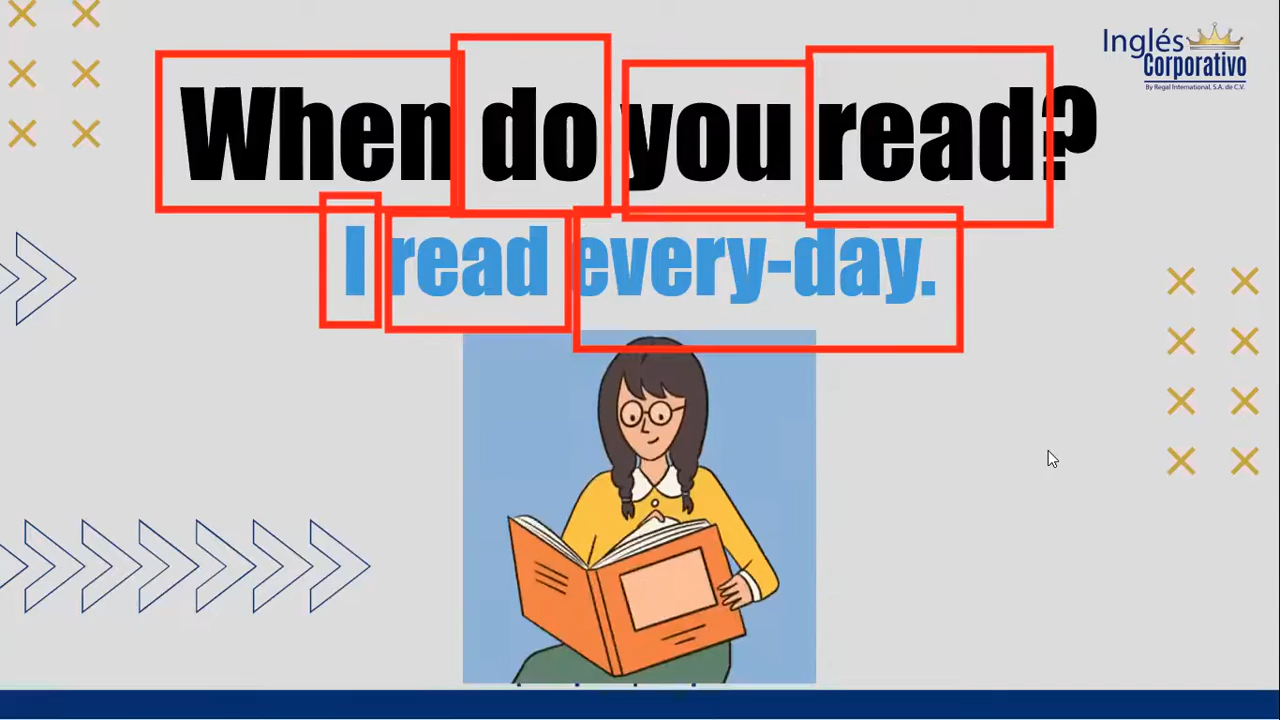 Inglés
Corporativo
By Regal International, S.A. de C.V.
When do you read?
I read every-day.